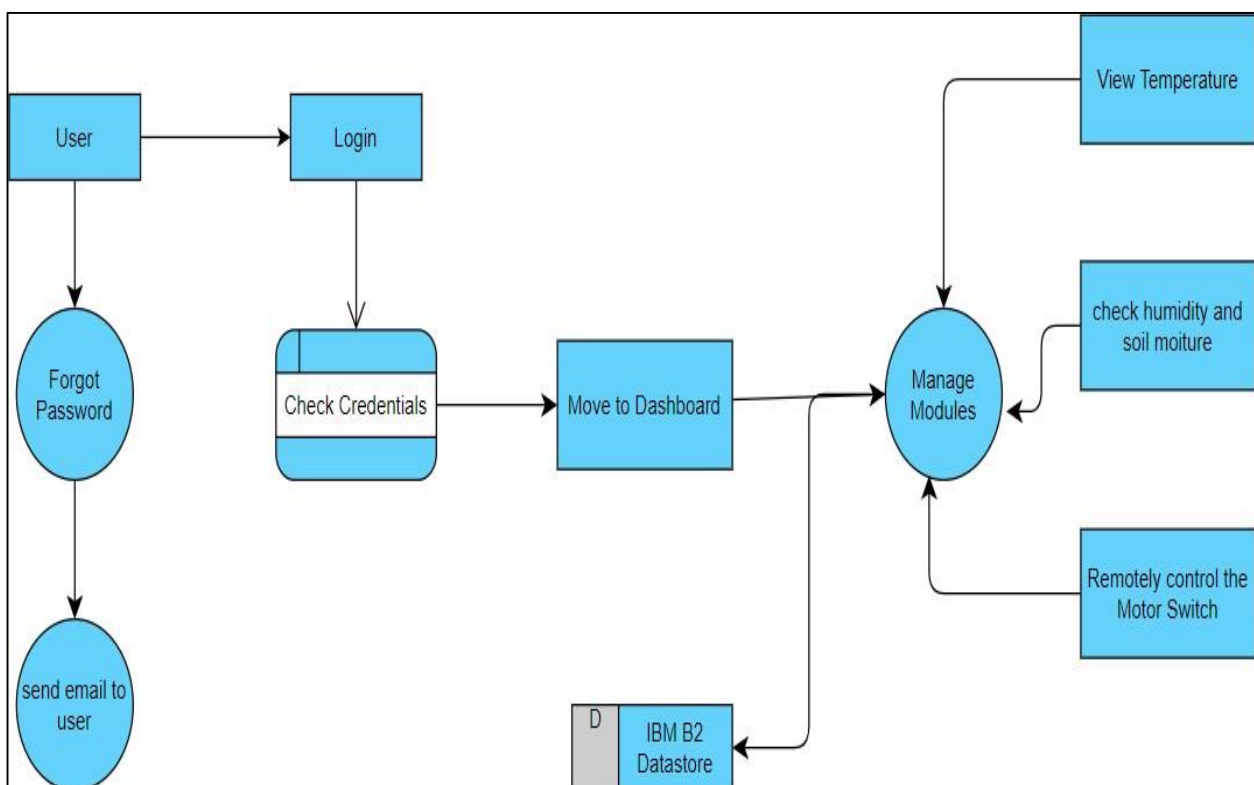 View Temperature
User
Login
check humidity and
soil moiture
Forgot
Password
Check Credentials
Move to Dashboard
Manage
Modules
Remotely control the
Motor Switch
send email to
user
D
IBM B2
Datastore